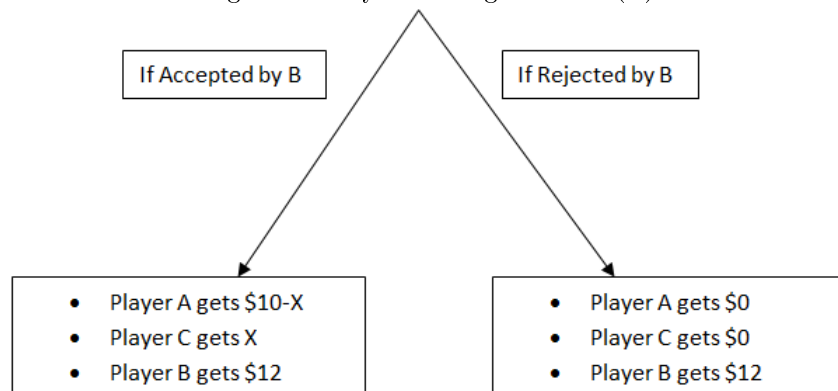 If Accepted by B
If Rejected by B
• Player A gets $10-X
• Player C gets X
• Player B gets $12
• Player A gets $0
• Player C gets $0
• Player B gets $12